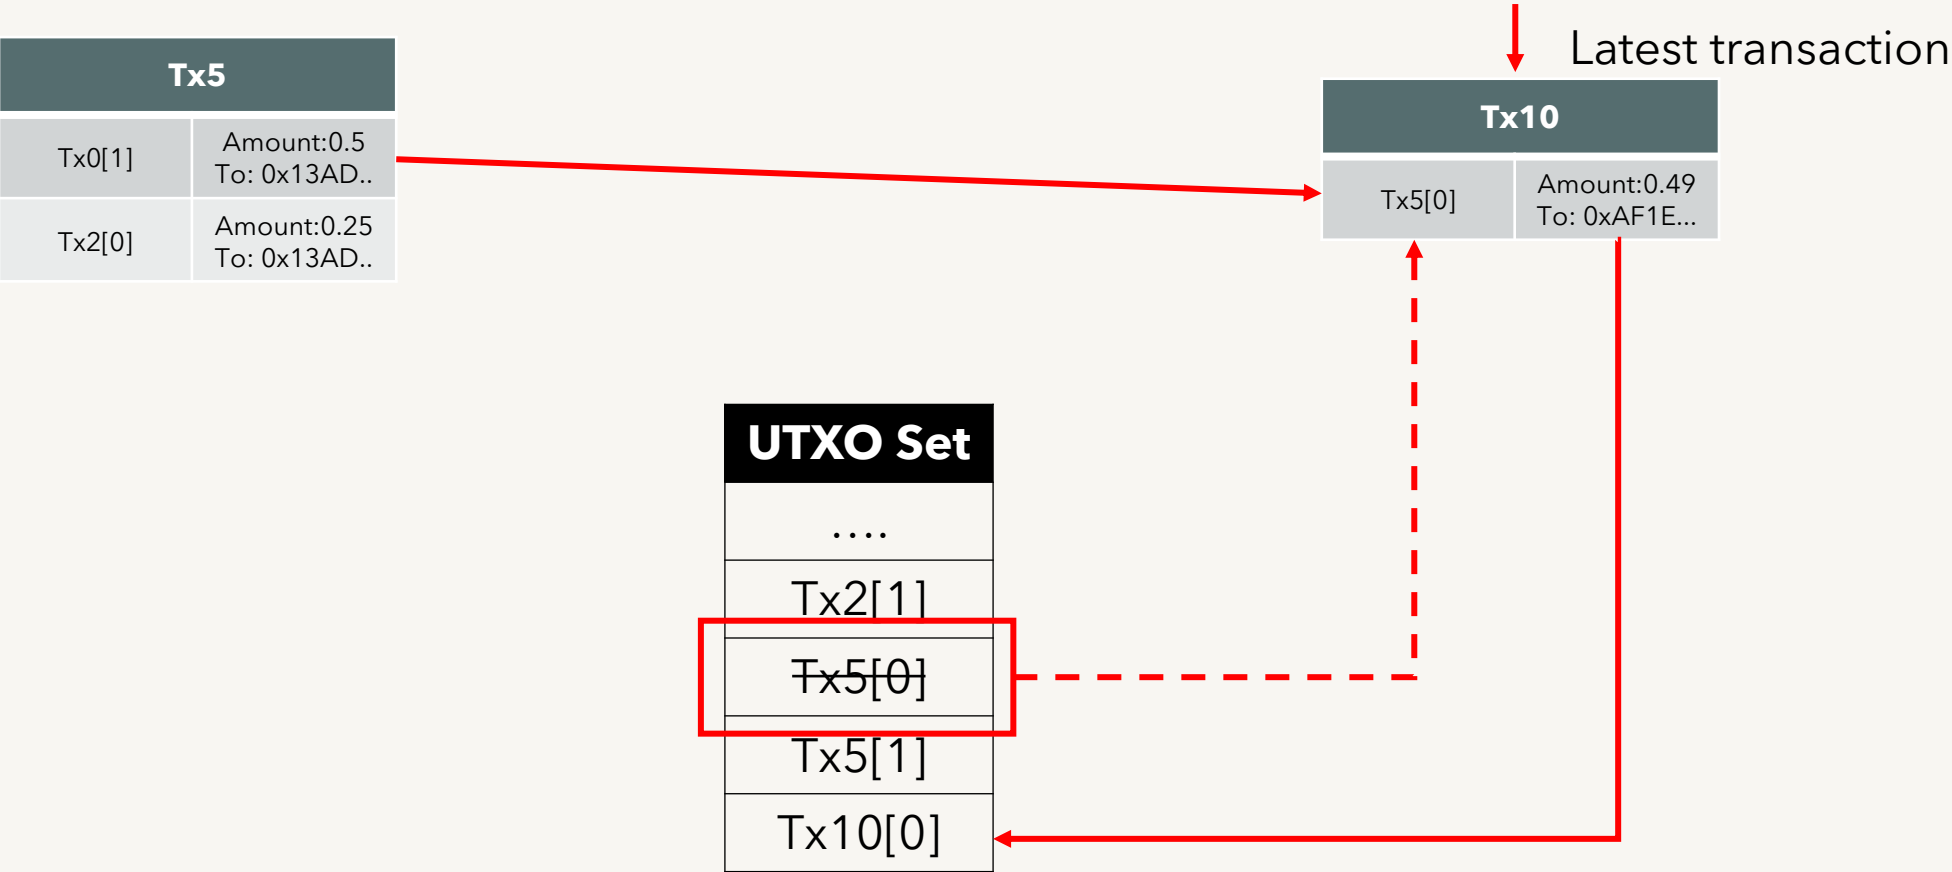 Latest transaction
Tx5
Tx0[1]
Amount:0.5
To: 0x13AD..
Tx2[0]
Amount:0.25
To: 0x13AD..
Tx10
Tx5[0]
Amount:0.49
To: 0xAF1E...
UTXO Set
....
Tx2[1]
Tx5[0]
Tx5[1]
Tx10[0]